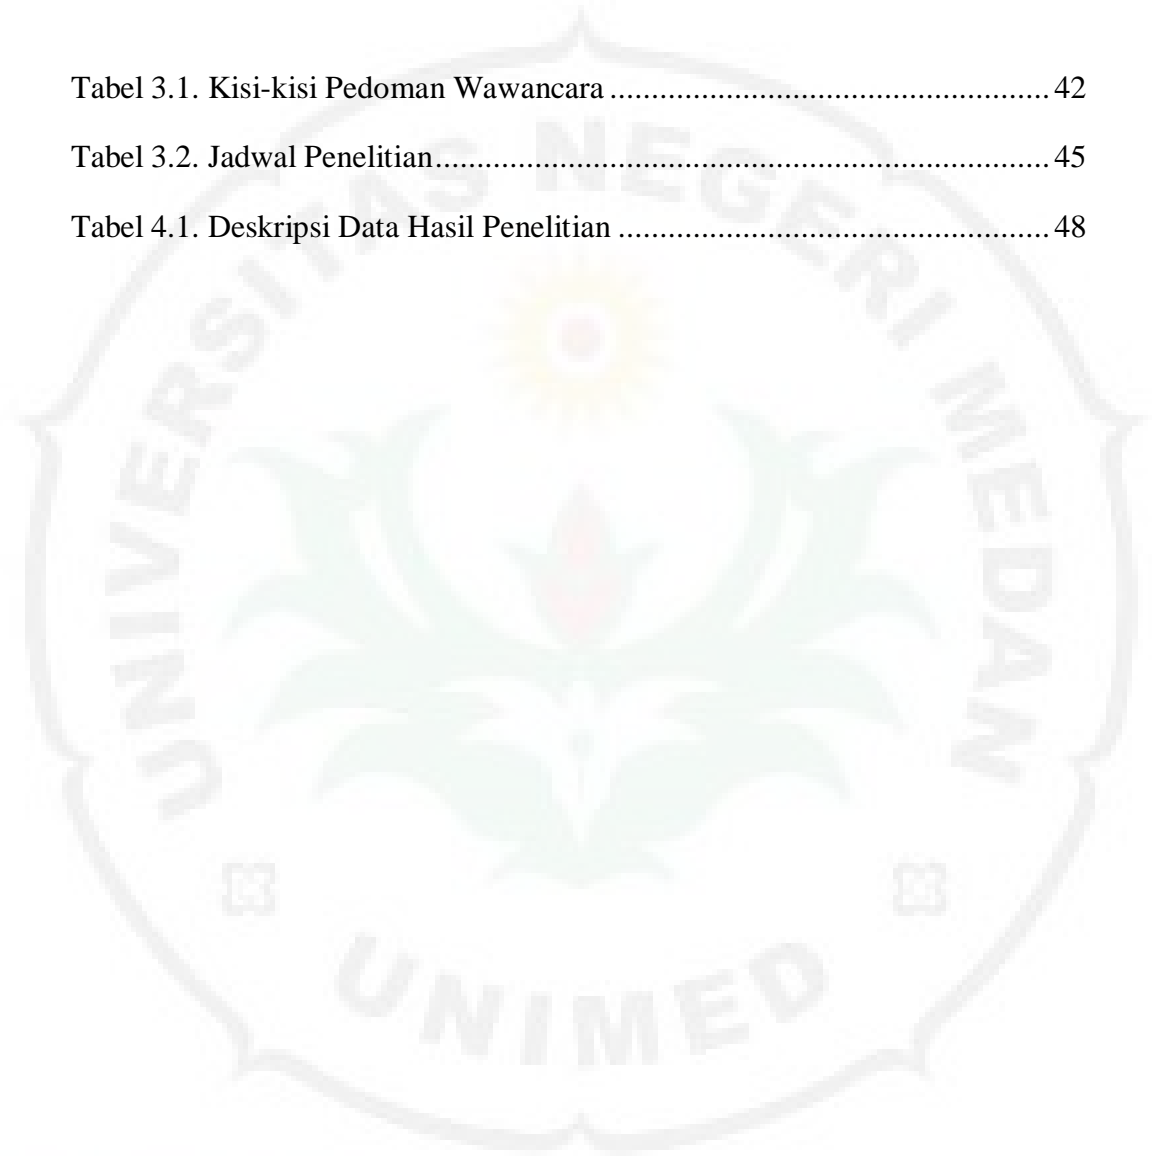 Tabel 3.1. Kisi-kisi Pedoman Wawancara ............................................ 42
Tabel 3.2. Jadwal Penelitian.............................................................. 45
Tabel 4.1. Deskripsi Data Hasil Penelitian ........................................... 48
UNIVERSITAS NEGERI MEDAN
UNIMED